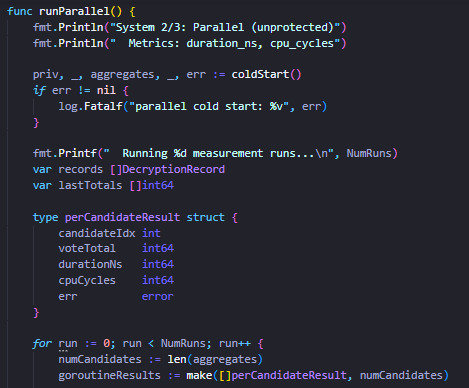 func runParallel() {
    fmt.Println("System 2/3: Parallel (unprotected)")
    fmt.Println("  Metrics: duration_ns, cpu_cycles")

    priv, _, aggregates, _, err := coldStart()
    if err != nil {
        log.Fatalf("parallel cold start: %v", err)
    }

    fmt.Printf("  Running %d measurement runs...\n", NumRuns)
    var records []DecryptionRecord
    var lastTotals []int64

    type perCandidateResult struct {
        candidateIdx int
        voteTotal    int64
        durationNs   int64
        cpuCycles    int64
        err          error
    }

    for run := 0; run < NumRuns; run++ {
        numCandidates := len(aggregates)
        goroutineResults := make([]perCandidateResult, numCandidates)